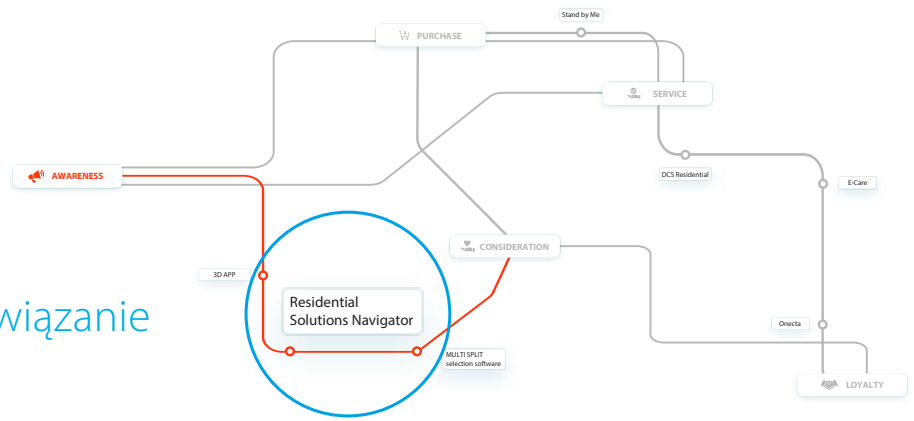 Stand by Me
PURCHASE
SERVICE
DCS Residential
E-Care
AWARENESS
CONSIDERATION
3D APP
Residential
Solutions Navigator
wiązanie
Onecta
MULTI SPLIT
selection software
LOYALTY